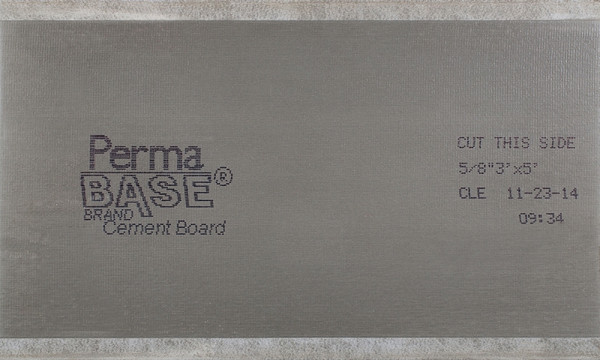 Perma
BASE®
BRAND
Cement Board
CUT THIS SIDE
5/8"3'x5'
CLE 11-23-14
09:34